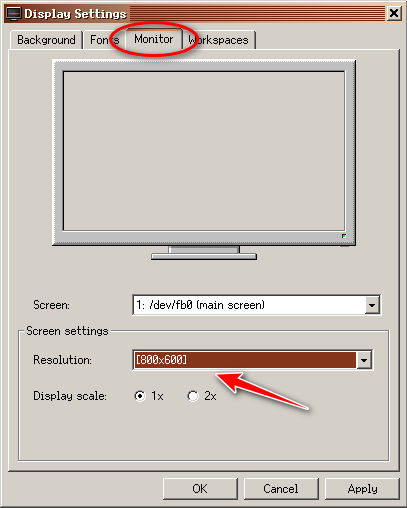 Display Settings
Background Fonts Monitor Workspaces
Screen: 1: /dev/fb0 (main screen)
Screen settings
Resolution: [800x600]
Display scale: 1x 2x
OK Cancel Apply